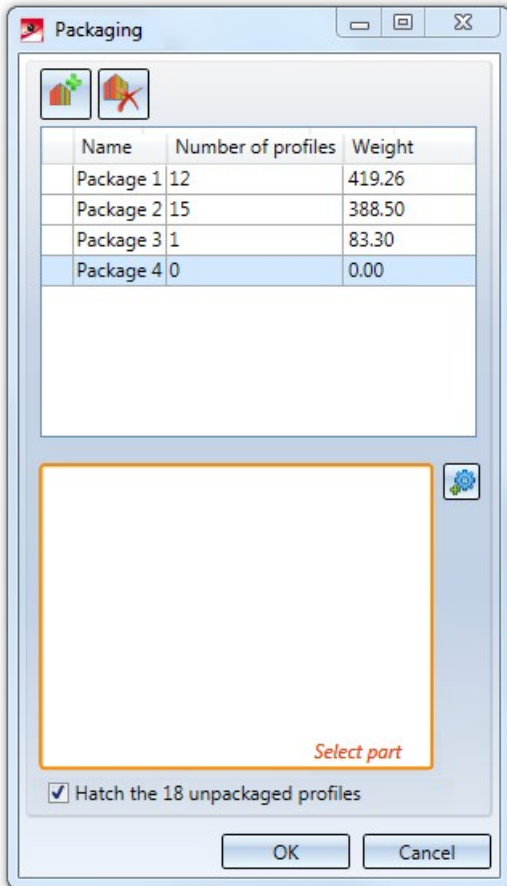 Packaging
Name Number of profiles Weight
Package 1 12 419.26
Package 2 15 388.50
Package 3 1 83.30
Package 4 0 0.00
Select part
Hatch the 18 unpackaged profiles
OK Cancel